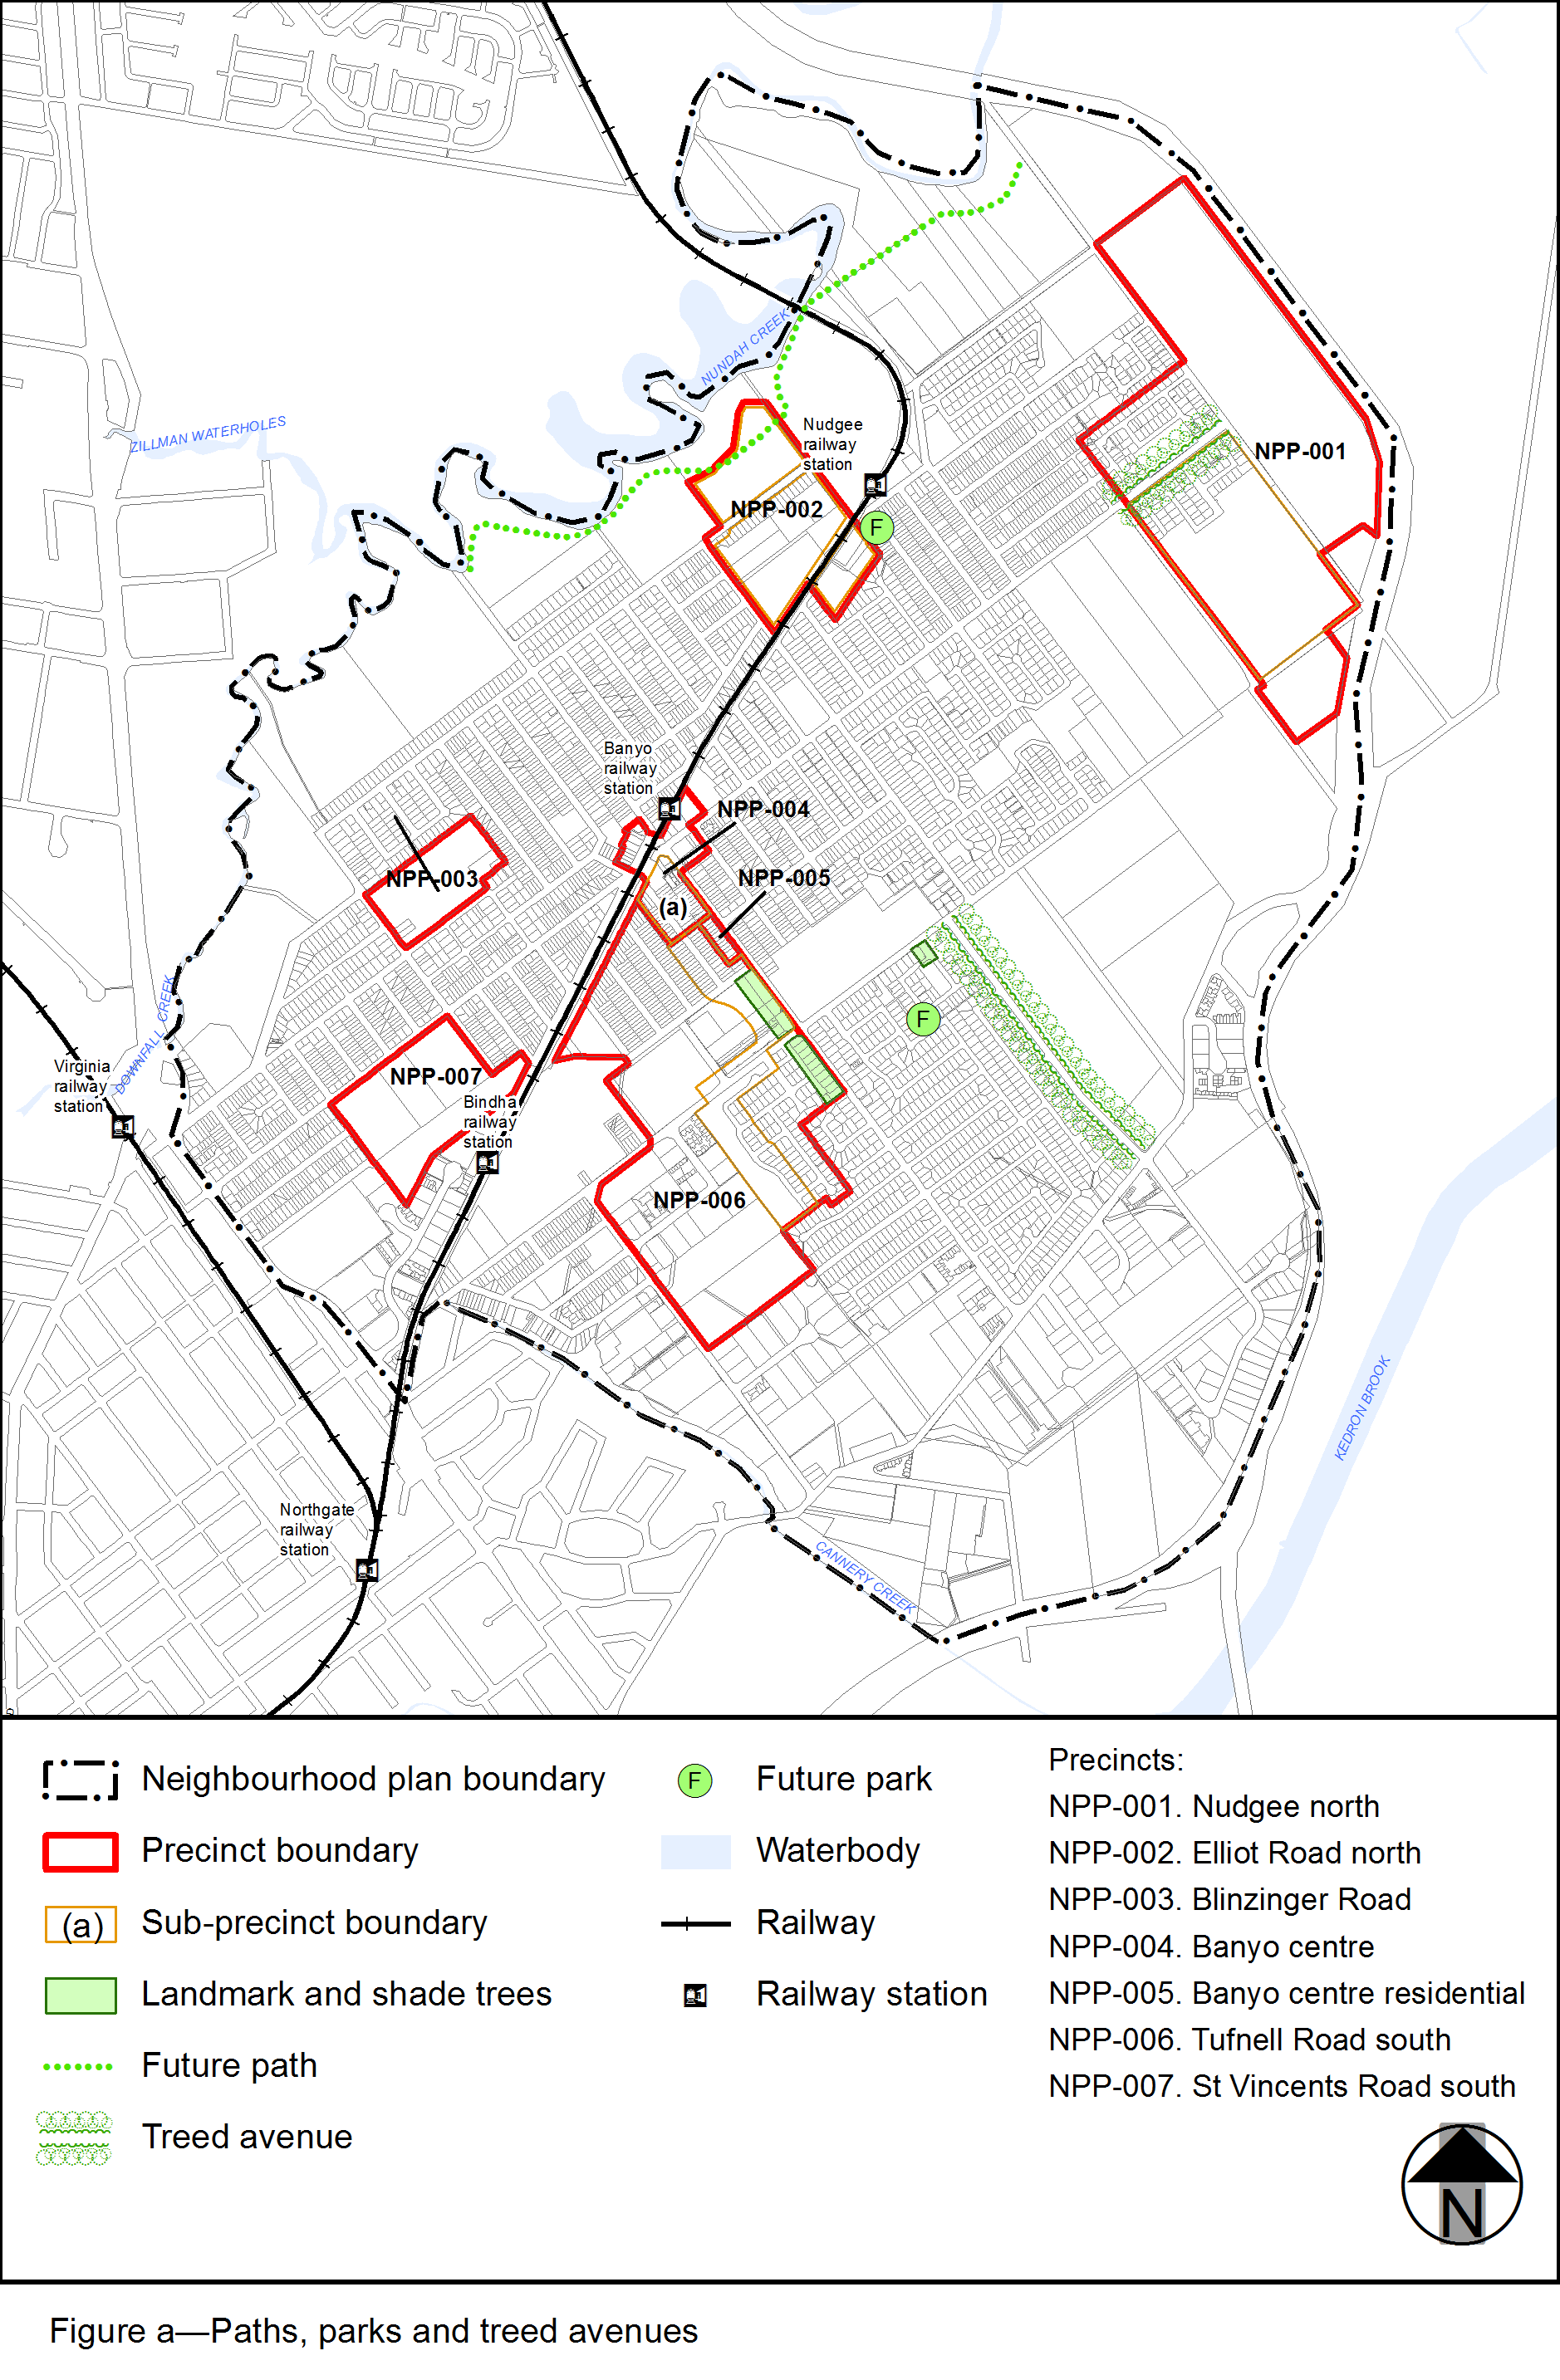 NUNDAH CREEK
ZILLMAN WATERHOLES
Nudgee
railway
station
NPP-001
NPP-002
F
Banyo
railway
station
NPP-004
NPP-003
NPP-005
(a)
DOWNFALL CREEK
F
Virginia
railway
station
NPP-007
Bindha
railway
station
NPP-006
KEDRON BROOK
Northgate
railway
station
CANNERY CREEK
Neighbourhood plan boundary
Precinct boundary
(a) Sub-precinct boundary
Landmark and shade trees
Future path
Treed avenue
F Future park
Waterbody
Railway
Railway station
Precincts:
NPP-001. Nudgee north
NPP-002. Elliot Road north
NPP-003. Blinzinger Road
NPP-004. Banyo centre
NPP-005. Banyo centre residential
NPP-006. Tufnell Road south
NPP-007. St Vincents Road south
N
Figure a—Paths, parks and treed avenues